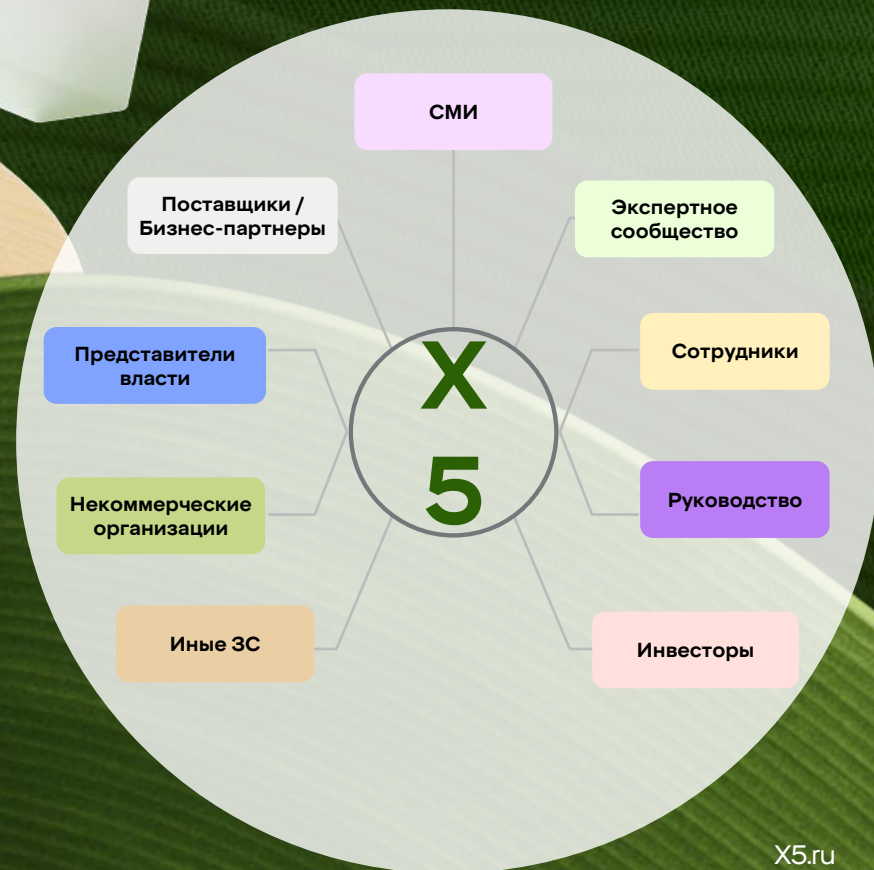 СМИ
Поставщики /
Бизнес-партнеры
Экспертное
сообщество
Представители
власти
Сотрудники
X
5
Некоммерческие
организации
Руководство
Иные ЗС
Инвесторы
X5.ru